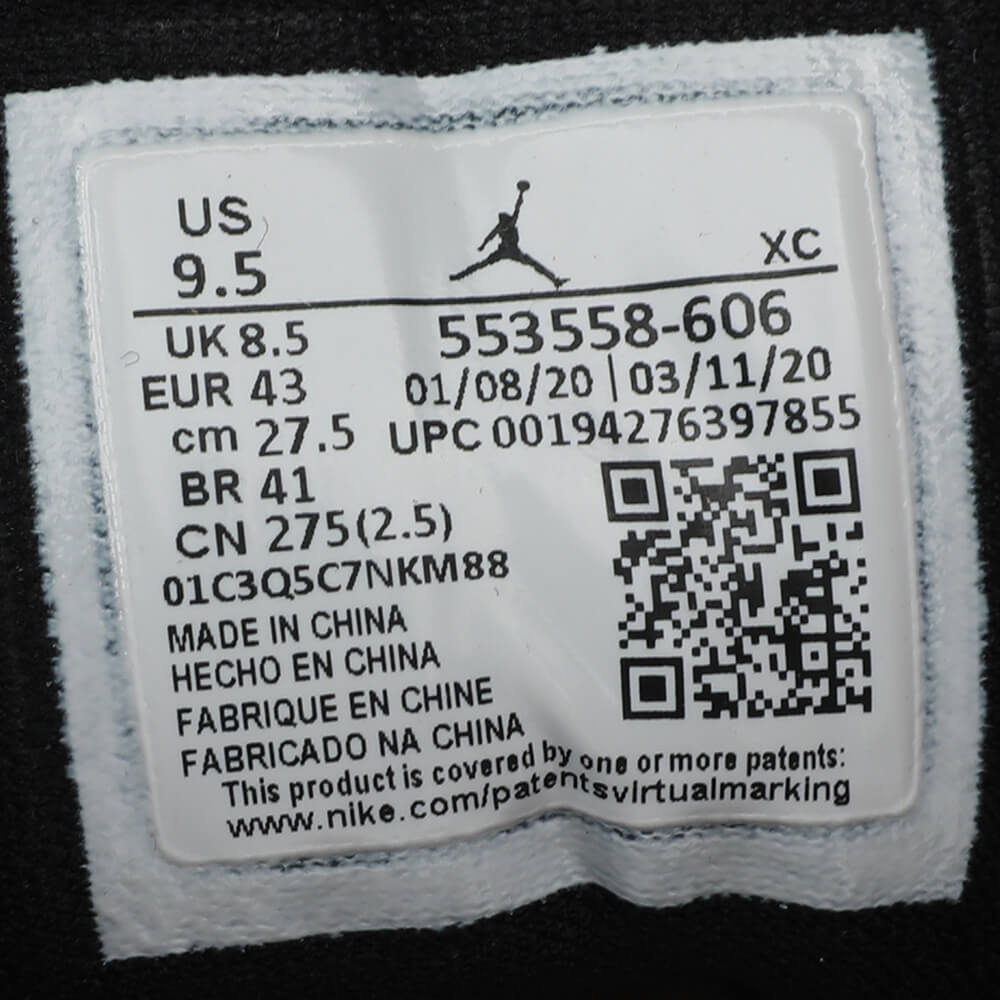 US
9.5
XC
UK 8.5
553558-606
EUR 43
01/08/20 | 03/11/20
cm 27.5
UPC 00194276397855
BR 41
CN 275(2.5)
01C3Q5C7NKM88
MADE IN CHINA
HECHO EN CHINA
FABRIQUE EN CHINE
FABRICADO NA CHINA
This product is covered by one or more patents:
www.nike.com/patentsvirtualmarking